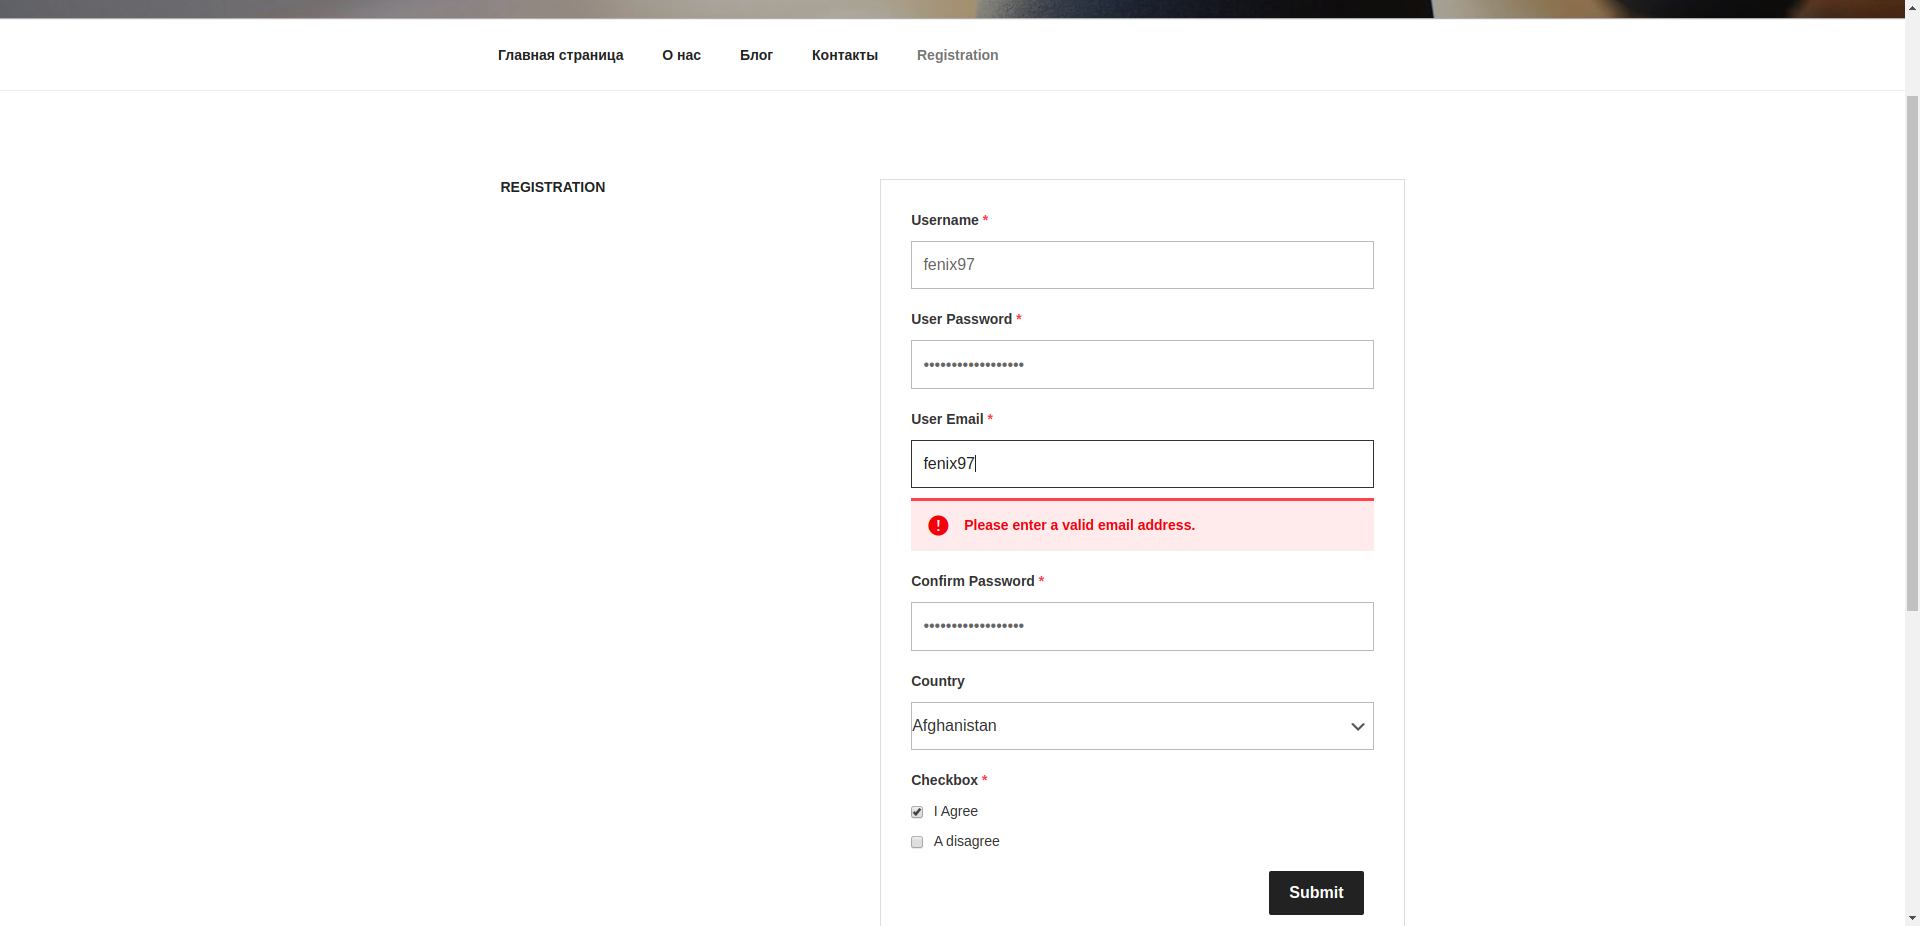 Главная страница О нас Блог Контакты Registration
REGISTRATION
Username *
fenix97
User Password *
••••••••••••••••••
User Email *
fenix97
Please enter a valid email address.
Confirm Password *
••••••••••••••••••
Country
Afghanistan
Checkbox *
I Agree
A disagree
Submit